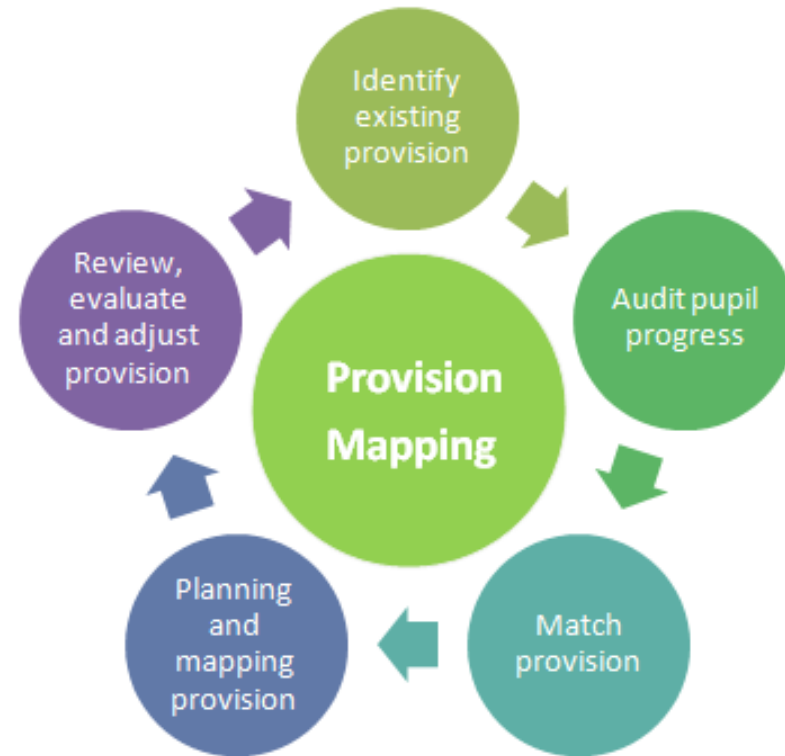 Identify
existing
provision
Audit pupil
progress
Match
provision
Planning
and
mapping
provision
Review,
evaluate
and adjust
provision
Provision
Mapping